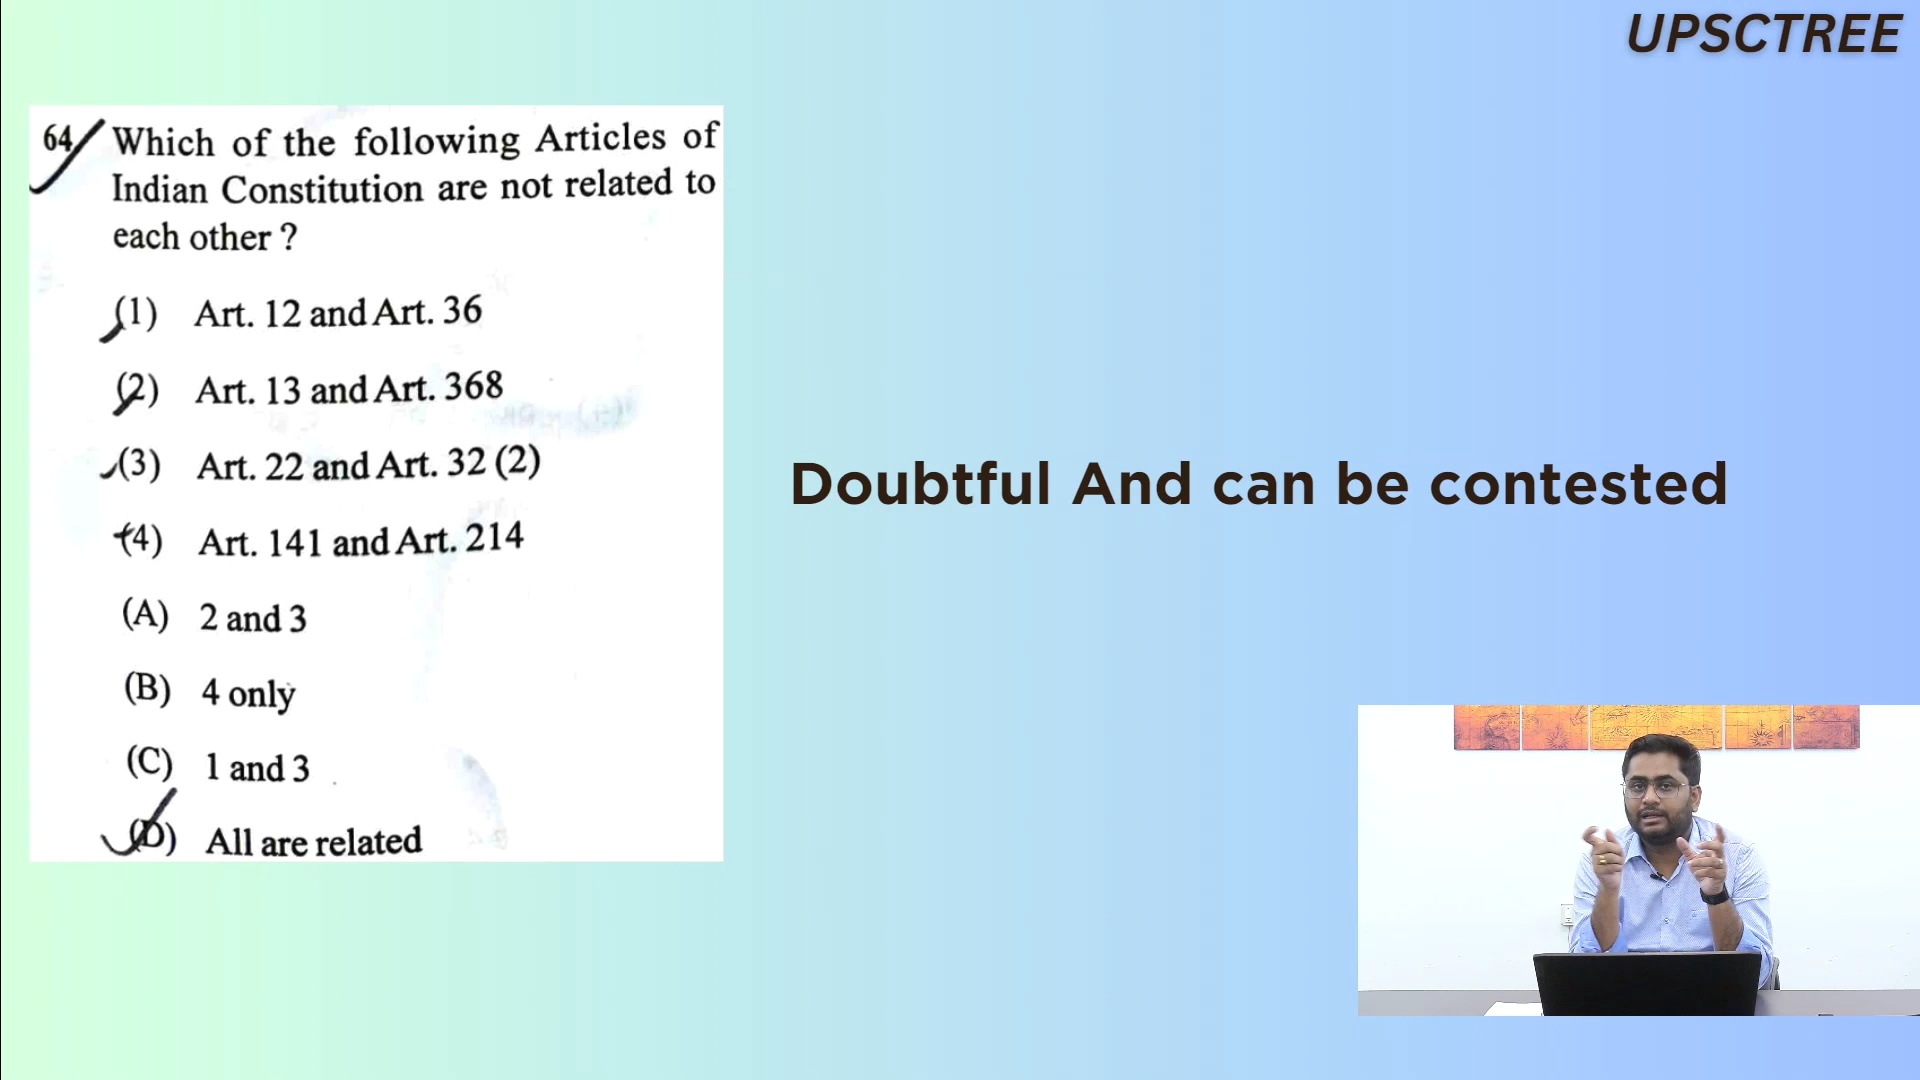 UPSCTREE
64. Which of the following Articles of
Indian Constitution are not related to
each other ?
(1) Art. 12 and Art. 36
(2) Art. 13 and Art. 368
(3) Art. 22 and Art. 32 (2)
(4) Art. 141 and Art. 214
(A) 2 and 3
(B) 4 only
(C) 1 and 3
(D) All are related
Doubtful And can be contested